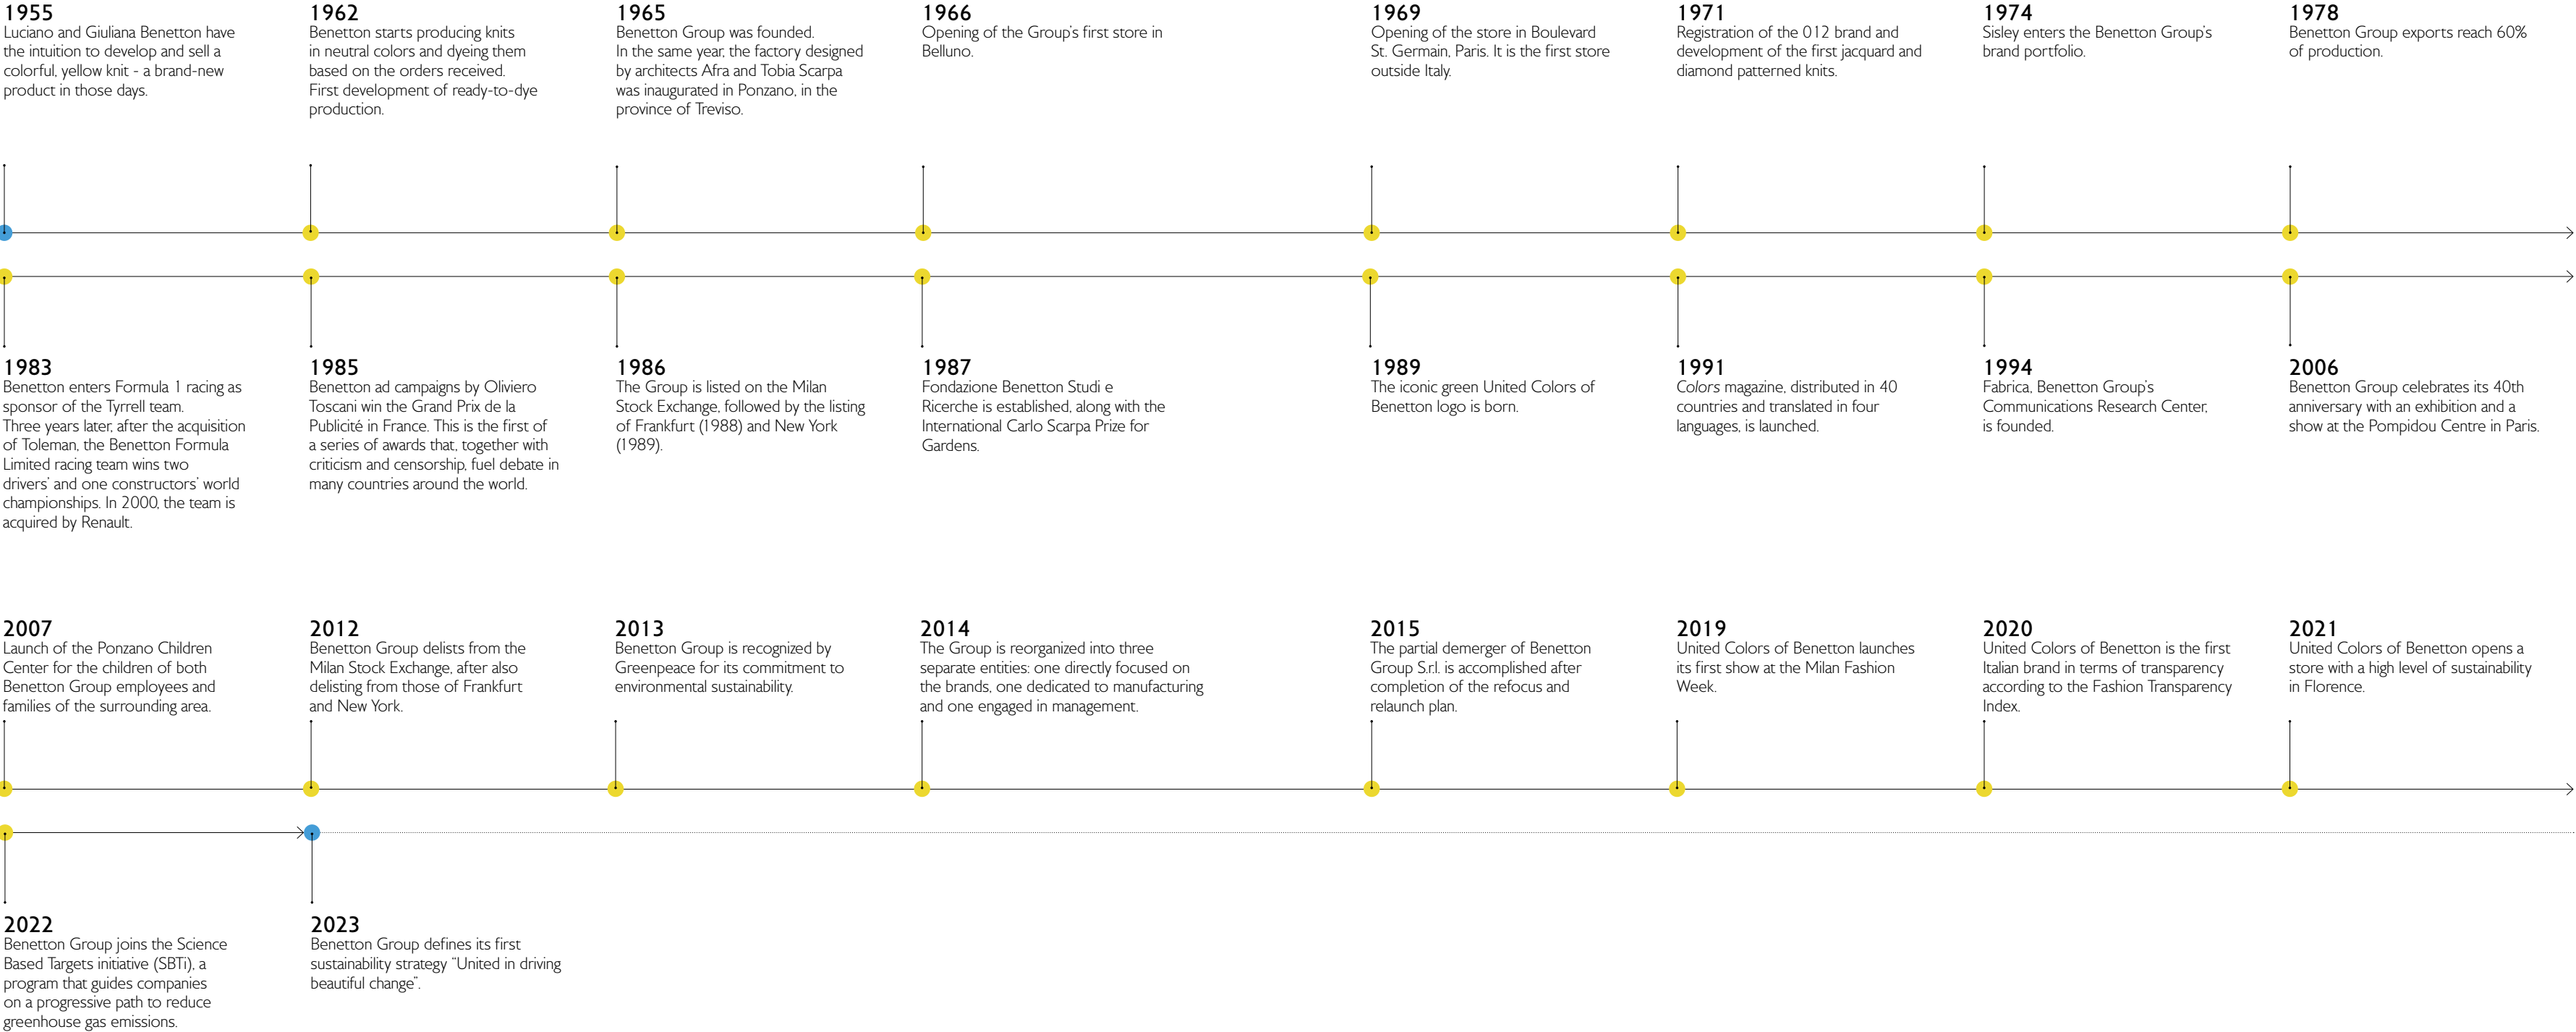 1955
Luciano and Giuliana Benetton have
the intuition to develop and sell a
colorful, yellow knit - a brand-new
product in those days.
1962
Benetton starts producing knits
in neutral colors and dyeing them
based on the orders received.
First development of ready-to-dye
production.
1965
Benetton Group was founded.
In the same year, the factory designed
by architects Afra and Tobia Scarpa
was inaugurated in Ponzano, in the
province of Treviso.
1966
Opening of the Group's first store in
Belluno.
1969
Opening of the store in Boulevard
St. Germain, Paris. It is the first store
outside Italy.
1971
Registration of the 012 brand and
development of the first jacquard and
diamond patterned knits.
1974
Sisley enters the Benetton Group's
brand portfolio.
1978
Benetton Group exports reach 60%
of production.
1983
Benetton enters Formula 1 racing as
sponsor of the Tyrrell team.
Three years later, after the acquisition
of Toleman, the Benetton Formula
Limited racing team wins two
drivers' and one constructors' world
championships. In 2000, the team is
acquired by Renault.
1985
Benetton ad campaigns by Oliviero
Toscani win the Grand Prix de la
Publicité in France. This is the first of
a series of awards that, together with
criticism and censorship, fuel debate in
many countries around the world.
1986
The Group is listed on the Milan
Stock Exchange, followed by the listing
of Frankfurt (1988) and New York
(1989).
1987
Fondazione Benetton Studi e
Ricerche is established, along with the
International Carlo Scarpa Prize for
Gardens.
1989
The iconic green United Colors of
Benetton logo is born.
1991
Colors magazine, distributed in 40
countries and translated in four
languages, is launched.
1994
Fabrica, Benetton Group's
Communications Research Center,
is founded.
2006
Benetton Group celebrates its 40th
anniversary with an exhibition and a
show at the Pompidou Centre in Paris.
2007
Launch of the Ponzano Children
Center for the children of both
Benetton Group employees and
families of the surrounding area.
2012
Benetton Group delists from the
Milan Stock Exchange, after also
delisting from those of Frankfurt
and New York.
2013
Benetton Group is recognized by
Greenpeace for its commitment to
environmental sustainability.
2014
The Group is reorganized into three
separate entities: one directly focused on
the brands, one dedicated to manufacturing
and one engaged in management.
2015
The partial demerger of Benetton
Group S.r.l. is accomplished after
completion of the refocus and
relaunch plan.
2019
United Colors of Benetton launches
its first show at the Milan Fashion
Week.
2020
United Colors of Benetton is the first
Italian brand in terms of transparency
according to the Fashion Transparency
Index.
2021
United Colors of Benetton opens a
store with a high level of sustainability
in Florence.
2022
Benetton Group joins the Science
Based Targets initiative (SBTi), a
program that guides companies
on a progressive path to reduce
greenhouse gas emissions.
2023
Benetton Group defines its first
sustainability strategy "United in driving
beautiful change".